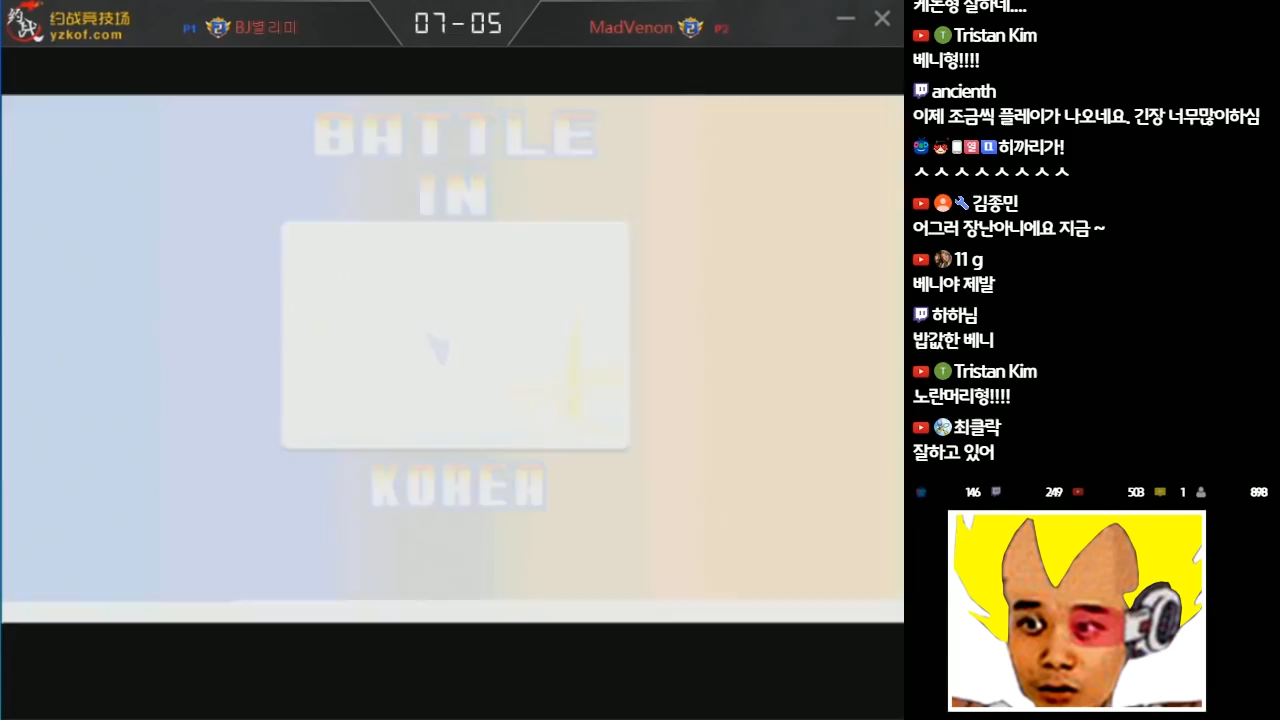 约战竞技场
yzkof.com
P1 2 BJ별리미
07-05
MadVenon 2 P2
BATTLE
IN
KOREA
케돈형 잘하네....
Tristan Kim
베니형!!!!
ancienth
이제 조금씩 플레이가 나오네요. 긴장 너무많이하심
열 히까리가!
ㅅㅅㅅㅅㅅㅅㅅㅅ
김종민
어그러 장난아니에요 지금 ~
11 g
베니야 제발
하하님
밥값한 베니
Tristan Kim
노란머리형!!!!
최클락
잘하고 있어
146 249 503 1 898